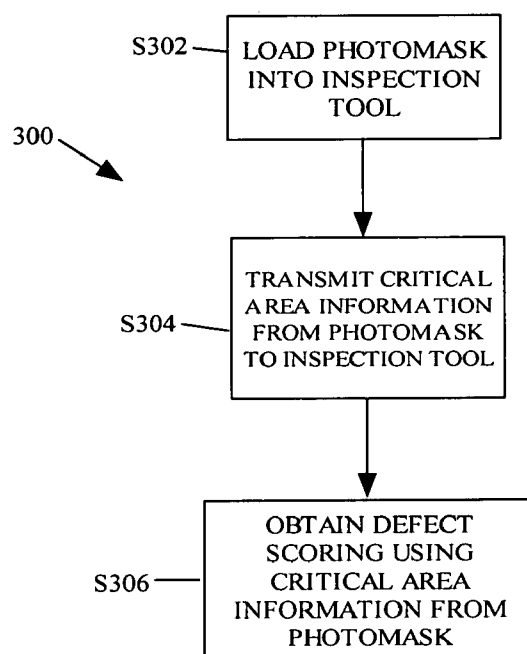 S302
LOAD PHOTOMASK
INTO INSPECTION
TOOL
300
S304
TRANSMIT CRITICAL
AREA INFORMATION
FROM PHOTOMASK
TO INSPECTION TOOL
S306
OBTAIN DEFECT
SCORING USING
CRITICAL AREA
INFORMATION FROM
PHOTOMASK